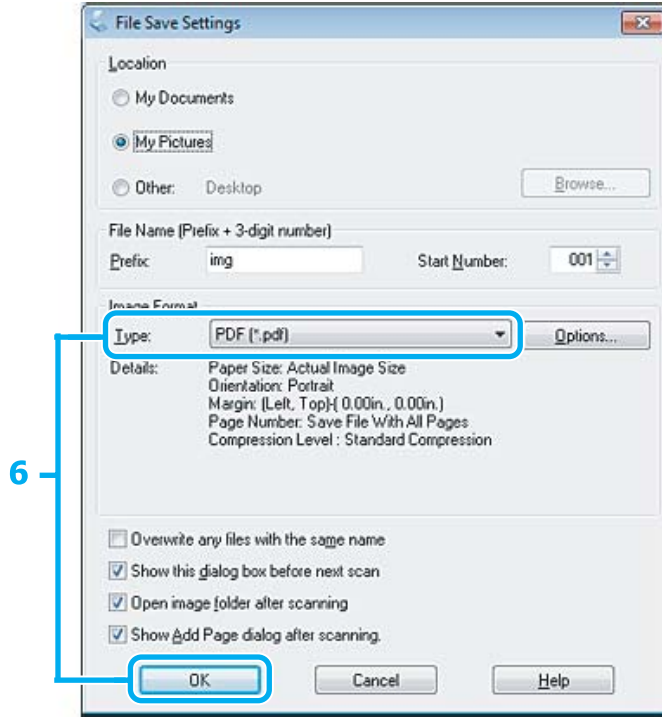 File Save Settings
Location
My Documents
My Pictures
Other: Desktop Browse...
File Name (Prefix + 3-digit number)
Prefix: img Start Number: 001
Image Format
Type: PDF (*.pdf) Options...
Details: Paper Size: Actual Image Size
Orientation: Portrait
Margin: (Left, Top)-( 0.00in., 0.00in.)
Page Number: Save File With All Pages
Compression Level : Standard Compression
6
Overwrite any files with the same name
Show this dialog box before next scan
Open image folder after scanning
Show Add Page dialog after scanning.
OK Cancel Help